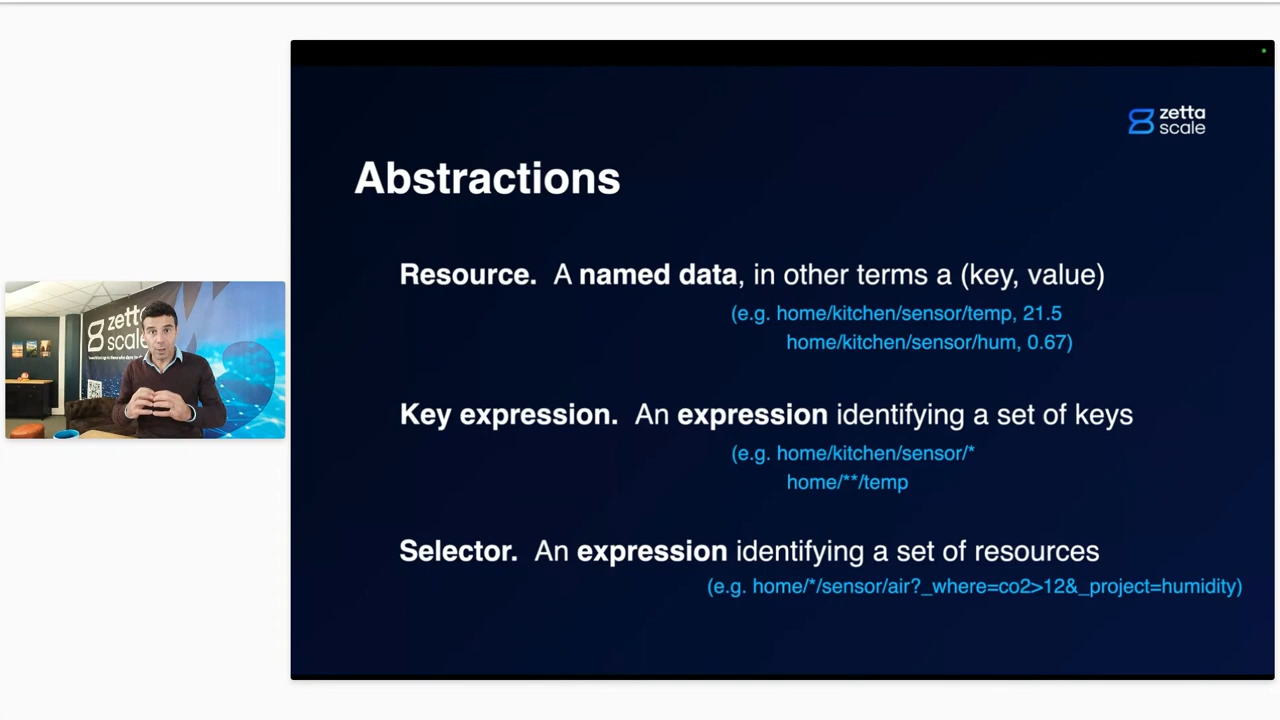 zetta
scale
Abstractions
Resource. A named data, in other terms a (key, value)
(e.g. home/kitchen/sensor/temp, 21.5
home/kitchen/sensor/hum, 0.67)
Key expression. An expression identifying a set of keys
(e.g. home/kitchen/sensor/*
home/**/temp
Selector. An expression identifying a set of resources
(e.g. home/*/sensor/air?_where=co2>12&_project=humidity)
zetta
scale